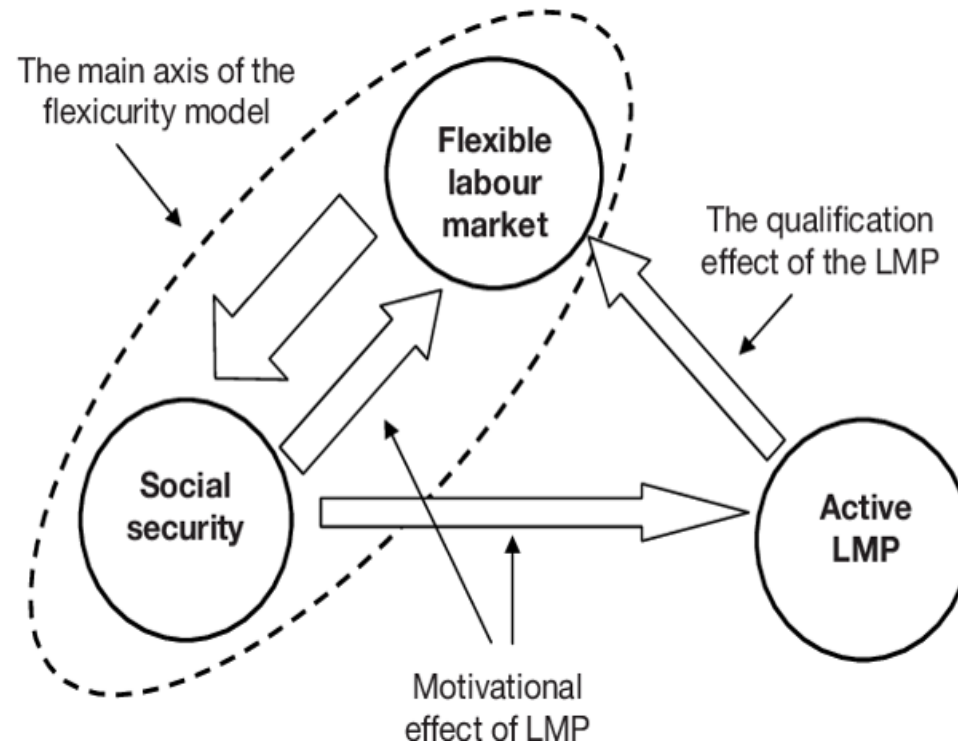 The main axis of the
flexicurity model
Flexible
labour
market
The qualification
effect of the LMP
Social
security
Active
LMP
Motivational
effect of LMP